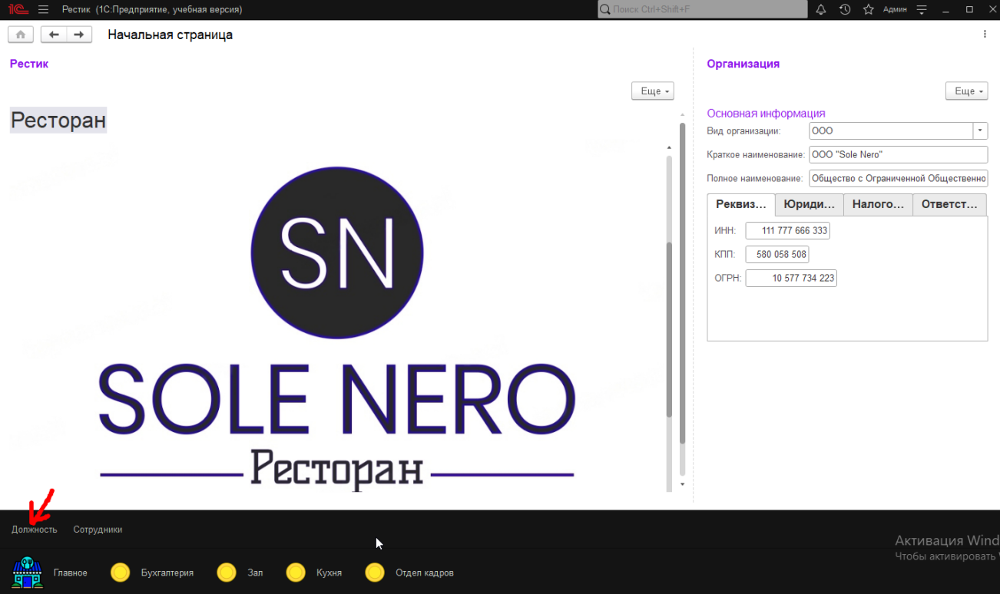 1С Рестик (1С:Предприятие, учебная версия) Поиск Ctrl+Shift+F Админ
Начальная страница
Рестик
Еще
Ресторан
SN
SOLE NERO
Ресторан
Организация
Еще
Основная информация
Вид организации: ООО
Краткое наименование: ООО "Sole Nero"
Полное наименование: Общество с Ограниченной Общественно
Реквиз... Юриди... Налого... Ответст...
ИНН: 111 777 666 333
КПП: 580 058 508
ОГРН: 10 577 734 223
Должность Сотрудники
Активация Wind
Чтобы активировать
Главное Бухгалтерия Зал Кухня Отдел кадров